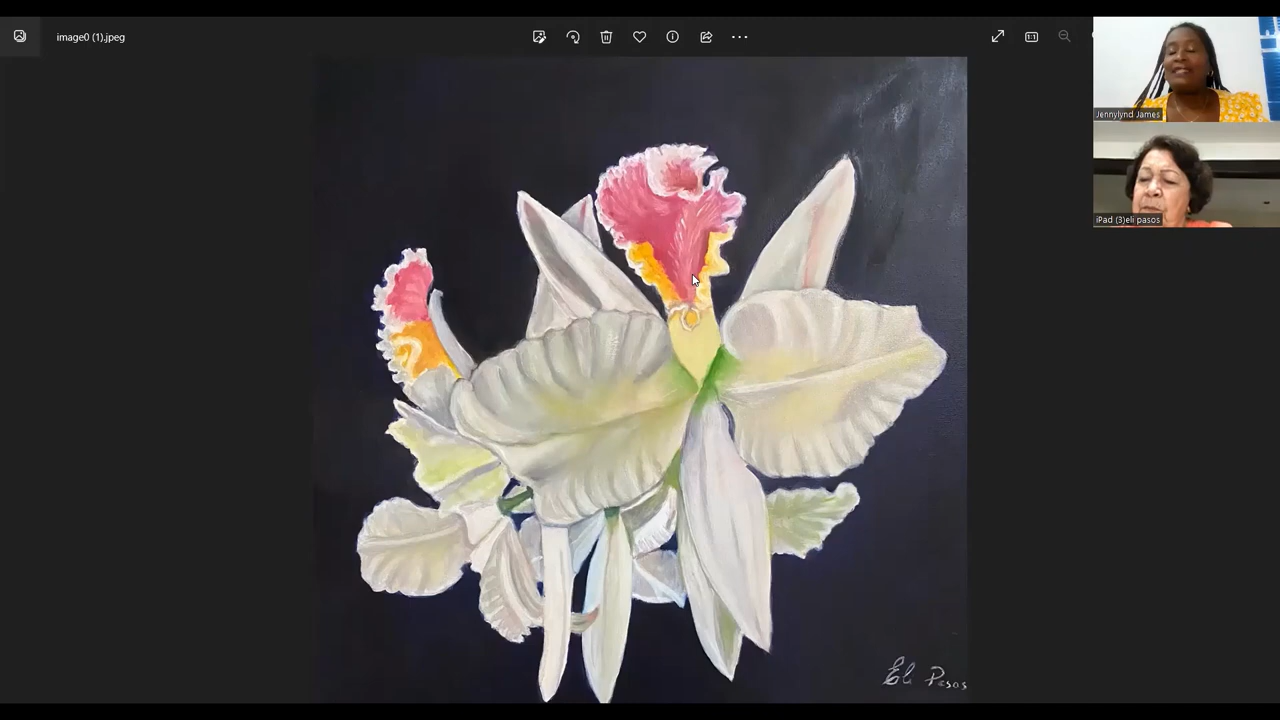 image0 (1).jpeg
Jennylynd James
iPad (3)eli pasos
Eli Pasos